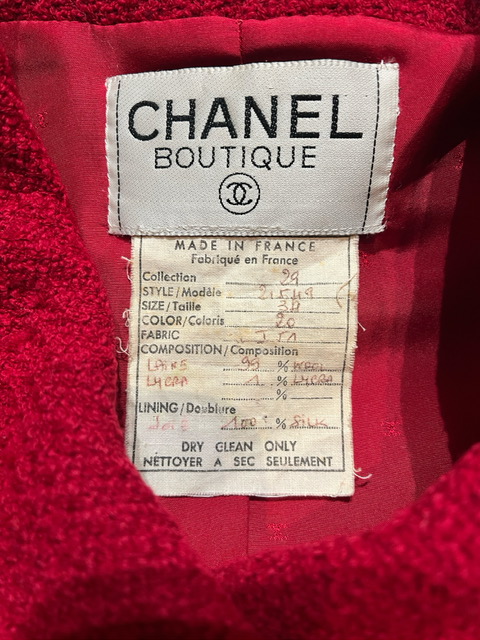 CHANEL
BOUTIQUE
MADE IN FRANCE
Fabriqué en France
Collection 29
STYLE/Modèle
SIZE/Taille 38
COLOR/Coloris 20
FABRIC
COMPOSITION/Composition
LAINE 99 % WOOL
LYCRA 1 % LYCRA
%
LINING/Doublure
SOIE 100 % SILK
DRY CLEAN ONLY
NETTOYER A SEC SEULEMENT